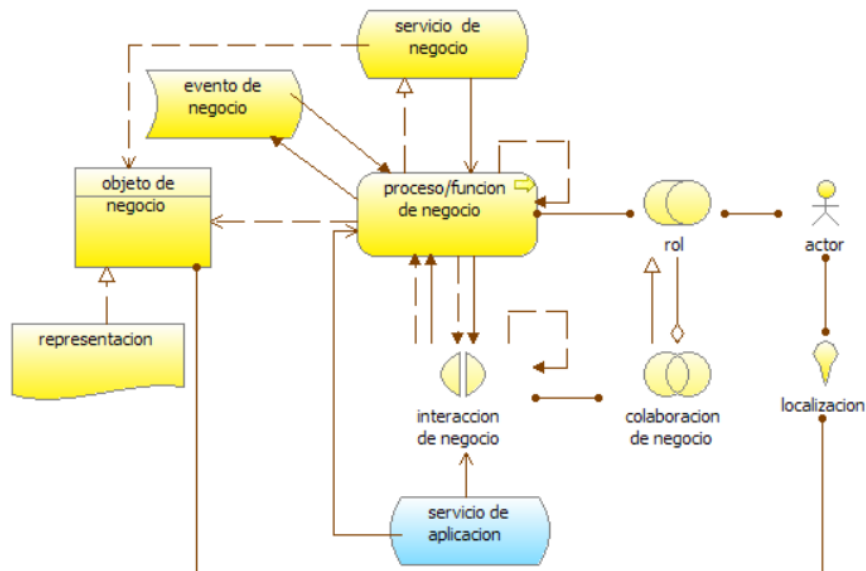 servicio de
negocio
evento de
negocio
objeto de
negocio
proceso/funcion
de negocio
rol
actor
representacion
interaccion
de negocio
colaboracion
de negocio
localizacion
servicio de
aplicacion